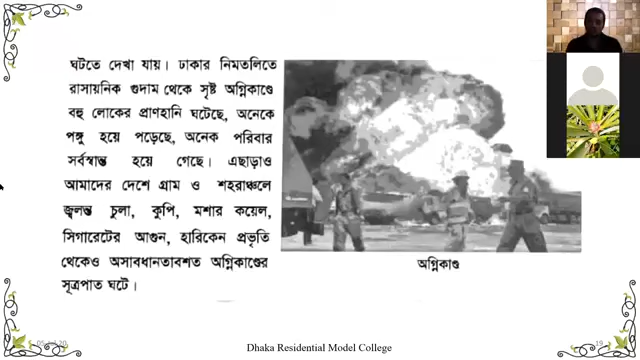 ঘটতে দেখা যায়। ঢাকার নিমতলিতে
রাসায়নিক গুদাম থেকে সৃষ্ট অগ্নিকাণ্ডে
বহু লোকের প্রাণহানি ঘটেছে, অনেকে
পঙ্গু হয়ে পড়েছে, অনেক পরিবার
সর্বস্বান্ত হয়ে গেছে। এছাড়াও
আমাদের দেশে গ্রাম ও শহরাঞ্চলে
জ্বলন্ত চুলা, কুপি, মশার কয়েল,
সিগারেটের আগুন, হারিকেন প্রভৃতি
থেকেও অসাবধানতাবশত অগ্নিকাণ্ডের
সূত্রপাত ঘটে।
অগ্নিকাণ্ড
Dhaka Residential Model College
19